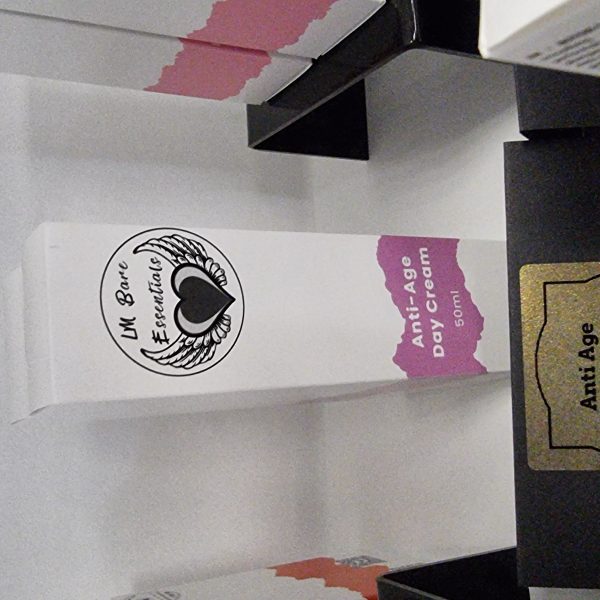 LM Bare
Essentials
Anti-Age
Day Cream
50ml
Anti Age